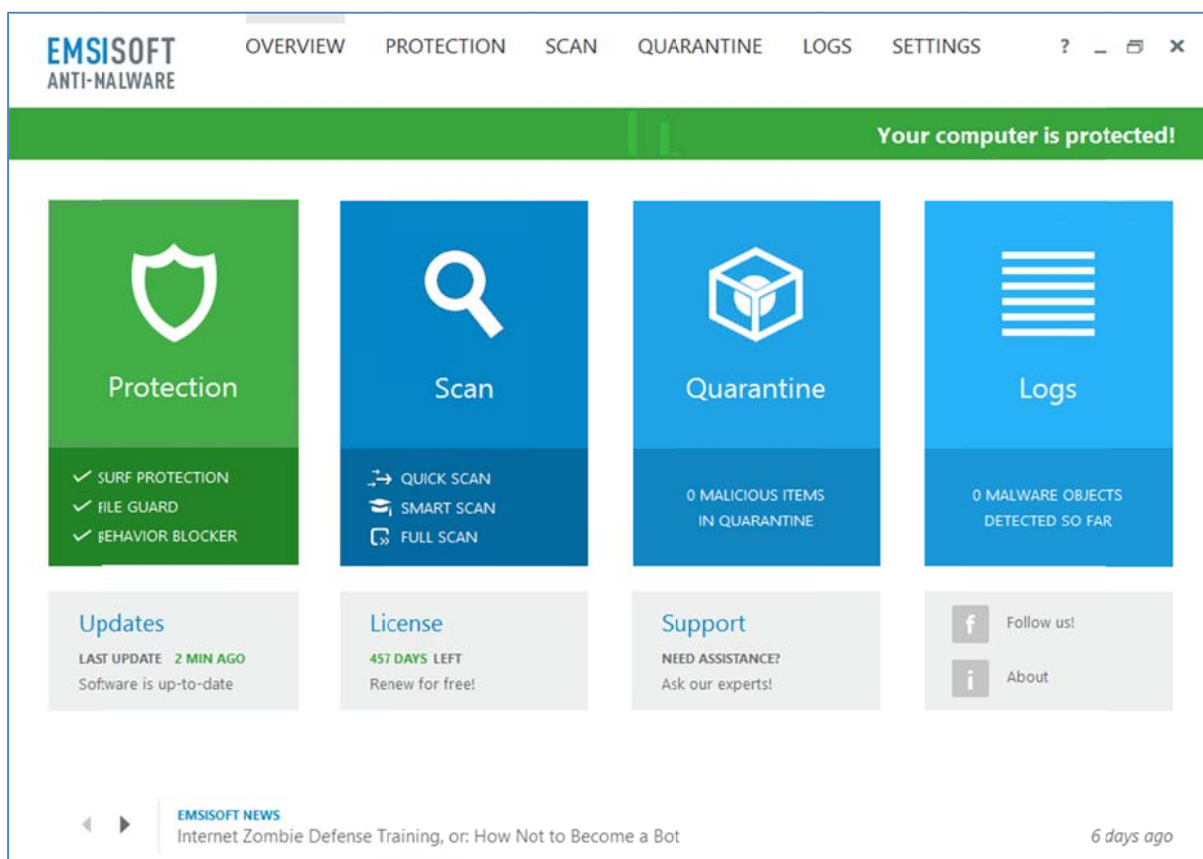 EMSISOFT
ANTI-NALWARE
OVERVIEW PROTECTION SCAN QUARANTINE LOGS SETTINGS ?
Your computer is protected!
Protection
SURF PROTECTION
FILE GUARD
BEHAVIOR BLOCKER
Scan
QUICK SCAN
SMART SCAN
FULL SCAN
Quarantine
0 MALICIOUS ITEMS
IN QUARANTINE
Logs
0 MALWARE OBJECTS
DETECTED SO FAR
Updates
LAST UPDATE 2 MIN AGO
Software is up-to-date
License
457 DAYS LEFT
Renew for free!
Support
NEED ASSISTANCE?
Ask our experts!
f Follow us!
i About
EMSISOFT NEWS
Internet Zombie Defense Training, or: How Not to Become a Bot 6 days ago